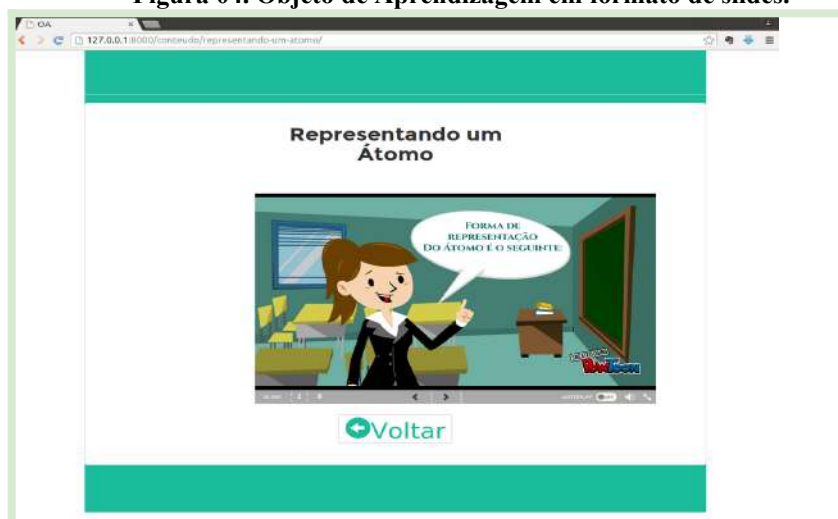 Figura 04. Objeto de Aprendizagem em formato de slides.
OA
127.0.0.1:8000/conteudo/representando-um-atomo/
Representando um
Átomo
FORMA DE
REPRESENTAÇÃO
DO ÁTOMO É O SEGUINTE:
Voltar